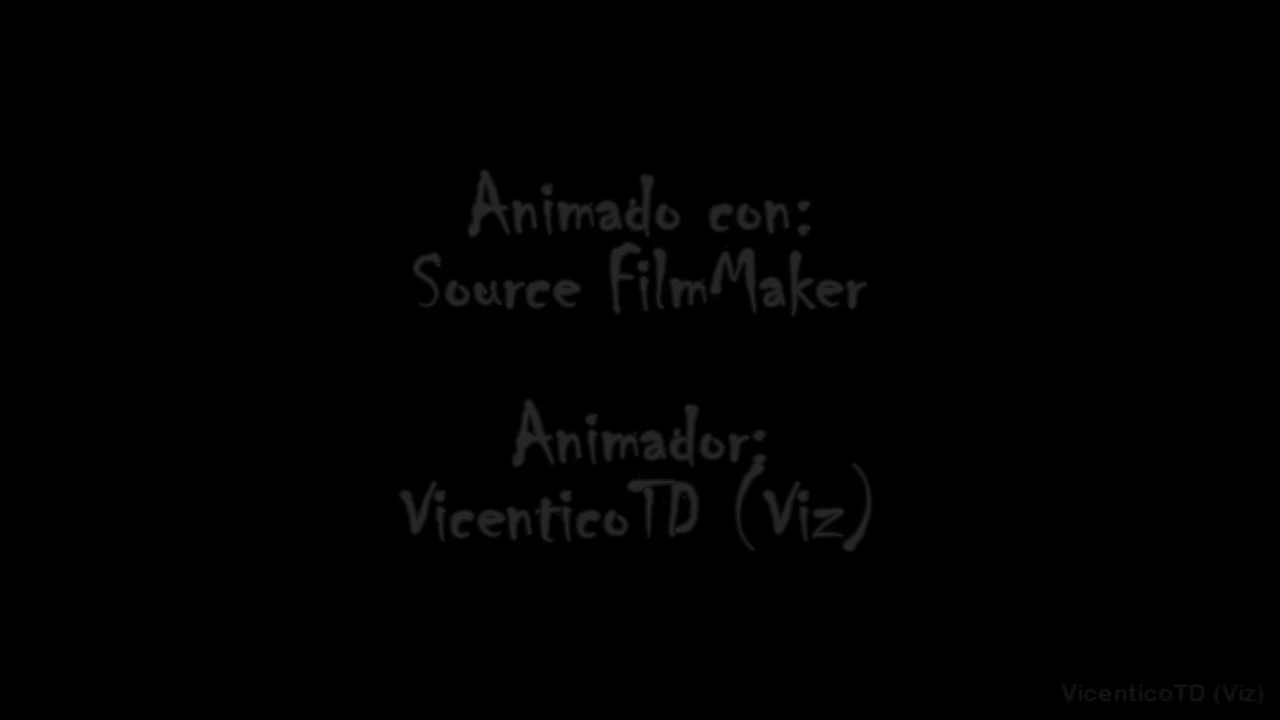 Animado con:
Source FilmMaker
Animador:
VicenticoTD (Viz)
VicenticoTD (Viz)